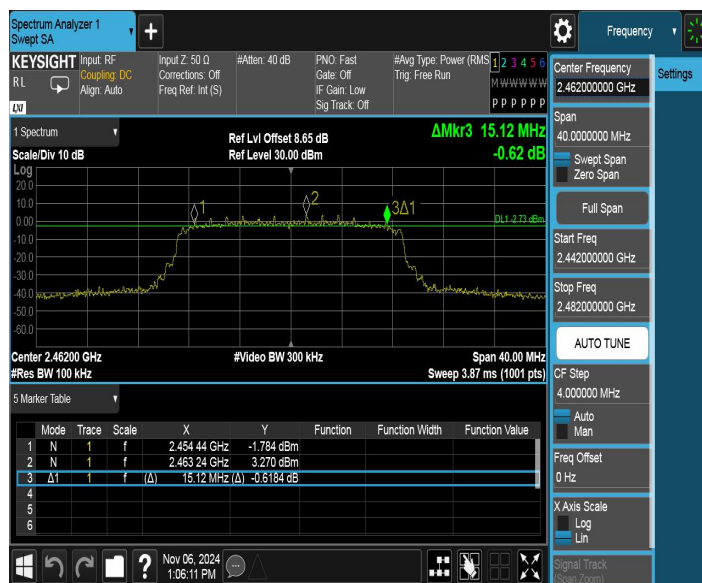 Spectrum Analyzer 1
Swept SA
+
Frequency
KEYSIGHT
RL
LXI
Input: RF
Coupling: DC
Align: Auto
Input Z: 50 Ω
Corrections: Off
Freq Ref: Int (S)
#Atten: 40 dB
PNO: Fast
Gate: Off
IF Gain: Low
Sig Track: Off
#Avg Type: Power (RMS
Trig: Free Run
1 2 3 4 5 6
M W W W W W
P P P P P P
1 Spectrum
Scale/Div 10 dB
Ref Lvl Offset 8.65 dB
Ref Level 30.00 dBm
ΔMkr3 15.12 MHz
-0.62 dB
Log
20.0
10.0
0.00
-10.0
-20.0
-30.0
-40.0
-50.0
-60.0
1
2
3Δ1
DL1 -2.73 dBm
Center 2.46200 GHz
#Res BW 100 kHz
#Video BW 300 kHz
Span 40.00 MHz
Sweep 3.87 ms (1001 pts)
5 Marker Table
Mode Trace Scale X Y Function Function Width Function Value
1 N 1 f 2.454 44 GHz -1.784 dBm
2 N 1 f 2.463 24 GHz 3.270 dBm
3 Δ1 1 f (Δ) 15.12 MHz (Δ) -0.6184 dB
4
5
6
?
Nov 06, 2024
1:06:11 PM
Center Frequency
2.462000000 GHz
Settings
Span
40.0000000 MHz
Swept Span
Zero Span
Full Span
Start Freq
2.442000000 GHz
Stop Freq
2.482000000 GHz
AUTO TUNE
CF Step
4.000000 MHz
Auto
Man
Freq Offset
0 Hz
X Axis Scale
Log
Lin
Signal Track
(Span Zoom)